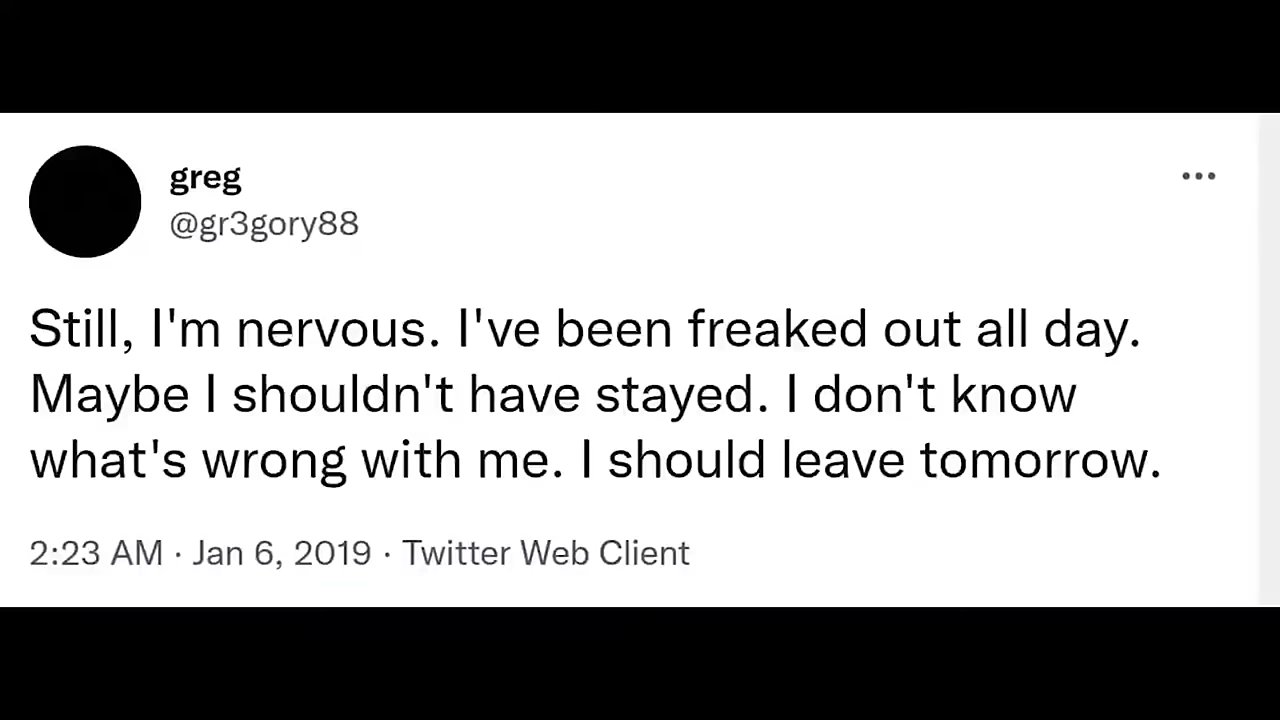 greg
@gr3gory88
Still, I'm nervous. I've been freaked out all day.
Maybe I shouldn't have stayed. I don't know
what's wrong with me. I should leave tomorrow.
2:23 AM · Jan 6, 2019 · Twitter Web Client